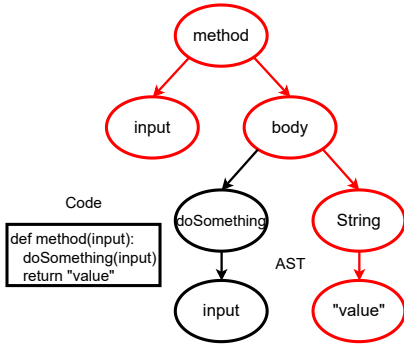 method
input
body
Code
doSomething
String
def method(input):
doSomething(input)
return "value"
AST
input
"value"